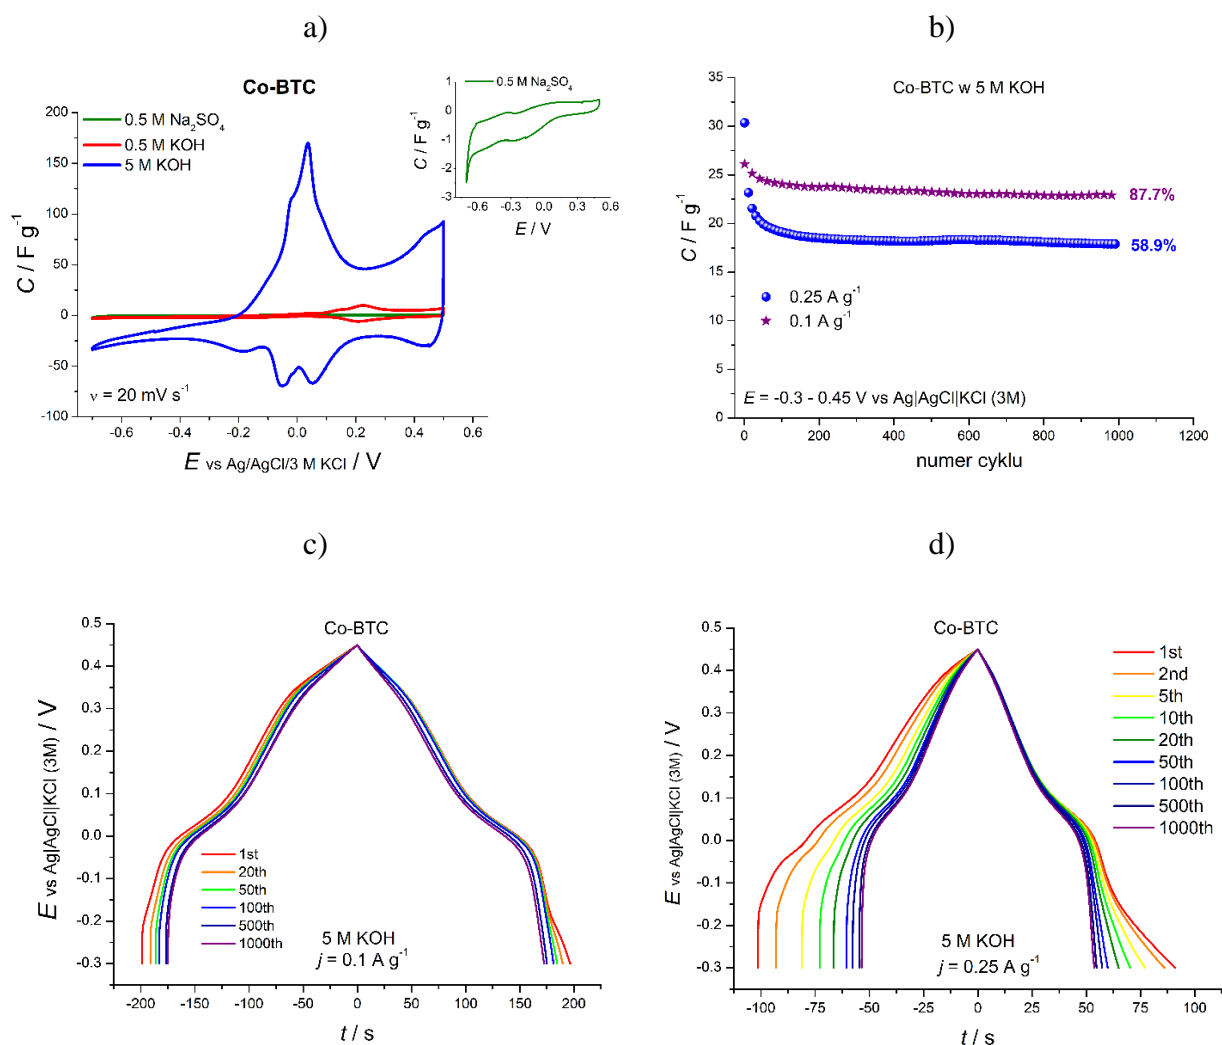 a)
Co-BTC
0.5 M Na₂SO₄
0.5 M KOH
5 M KOH
200
175
150
125
100
75
50
25
0
-25
-50
-75
-100
C / F g⁻¹
ν = 20 mV s⁻¹
-0.6 -0.4 -0.2 0.0 0.2 0.4 0.6
E vs Ag/AgCl/3 M KCl / V
0.5 M Na₂SO₄
1
0
-1
-2
-3
C / F g⁻¹
-0.6 -0.3 0.0 0.3 0.6
E / V
b)
Co-BTC w 5 M KOH
35
30
25
20
15
10
5
0
C / F g⁻¹
87.7%
58.9%
0.25 A g⁻¹
0.1 A g⁻¹
E = -0.3 - 0.45 V vs Ag|AgCl|KCl (3M)
0 200 400 600 800 1000 1200
numer cyklu
c)
Co-BTC
0.5
0.4
0.3
0.2
0.1
0.0
-0.1
-0.2
-0.3
E vs Ag|AgCl|KCl (3M) / V
1st
20th
50th
100th
500th
1000th
5 M KOH
j = 0.1 A g⁻¹
-200 -150 -100 -50 0 50 100 150 200
t / s
d)
Co-BTC
0.5
0.4
0.3
0.2
0.1
0.0
-0.1
-0.2
-0.3
E vs Ag|AgCl|KCl (3M) / V
1st
2nd
5th
10th
20th
50th
100th
500th
1000th
5 M KOH
j = 0.25 A g⁻¹
-100 -75 -50 -25 0 25 50 75 100
t / s